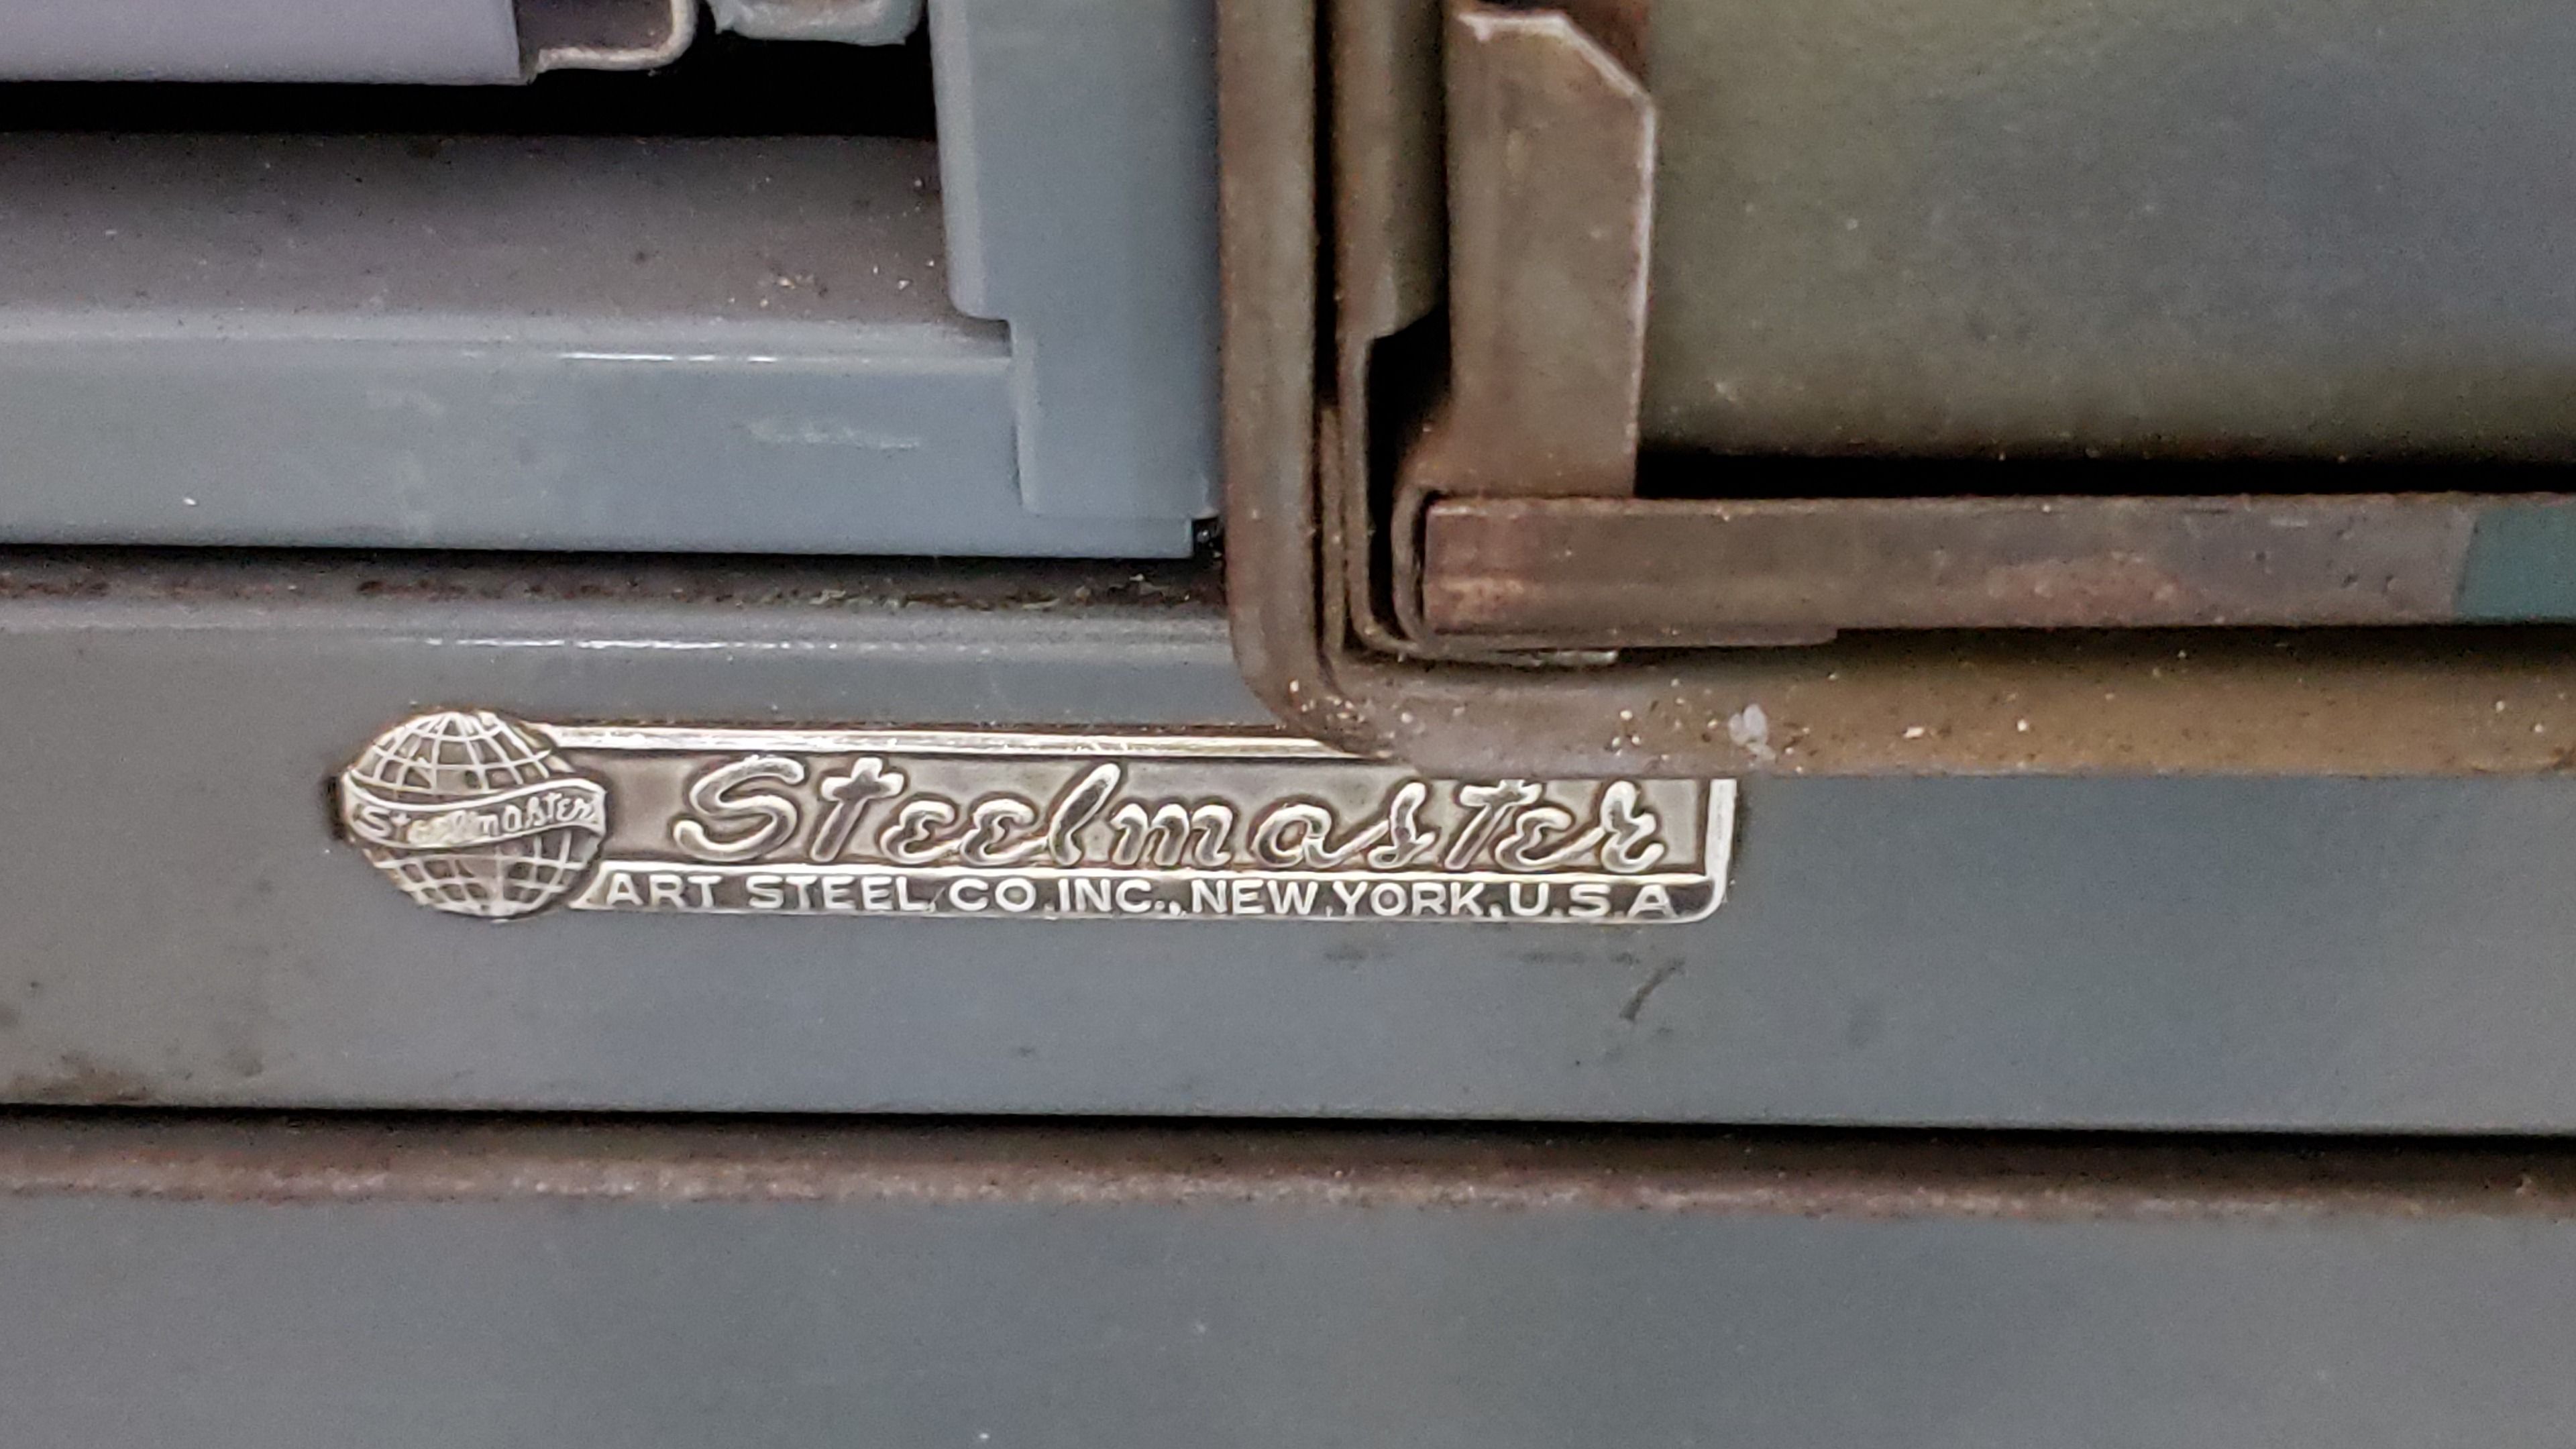 Steelmaster
Steelmaster
ART STEEL CO. INC., NEW YORK, U.S.A